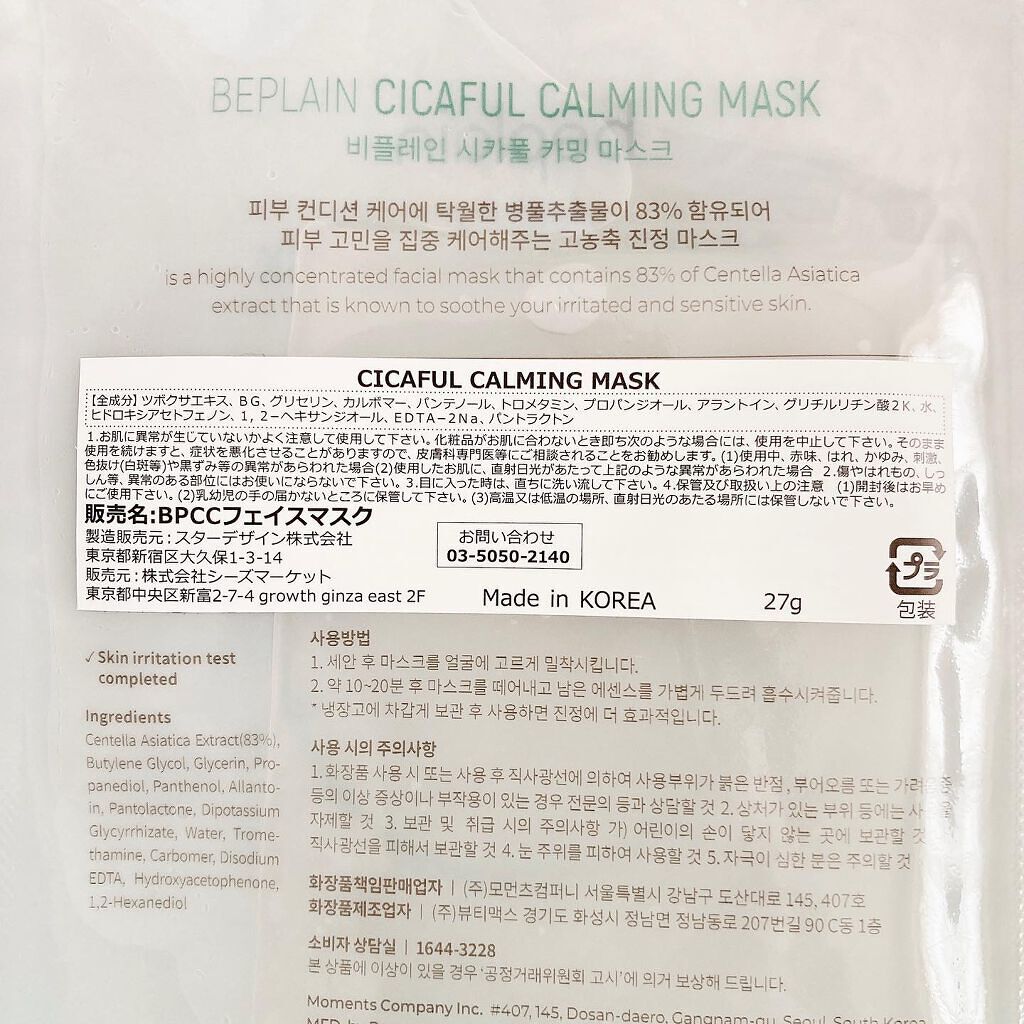 BEPLAIN CICAFUL CALMING MASK
비플레인 시카풀 카밍 마스크
피부 컨디션 케어에 탁월한 병풀추출물이 83% 함유되어
피부 고민을 집중 케어해주는 고농축 진정 마스크
is a highly concentrated facial mask that contains 83% of Centella Asiatica
extract that is known to soothe your irritated and sensitive skin.
CICAFUL CALMING MASK
【全成分】ツボクサエキス、BG、グリセリン、カルボマー、パンテノール、トロメタミン、プロパンジオール、アラントイン、グリチルリチン酸2K、水、
ヒドロキシアセトフェノン、1, 2-ヘキサンジオール、EDTA-2Na、パントラクトン
1.お肌に異常が生じていないかよく注意して使用して下さい。化粧品がお肌に合わないとき即ち次のような場合には、使用を中止して下さい。そのまま
使用を続けますと、症状を悪化させることがありますので、皮膚科専門医等にご相談されることをお勧めします。(1)使用中、赤味、はれ、かゆみ、刺激、
色抜け(白斑等)や黒ずみ等の異常があらわれた場合(2)使用したお肌に、直射日光があたって上記のような異常があらわれた場合 2.傷やはれもの、しっ
しん等、異常のある部位にはお使いにならないで下さい。3.目に入った時は、直ちに洗い流して下さい。4.保管及び取扱い上の注意 (1)開封後はお早め
にご使用下さい。(2)乳幼児の手の届かないところに保管して下さい。(3)高温又は低温の場所、直射日光のあたる場所には保管しないで下さい。
販売名:BPCCフェイスマスク
製造販売元：スターデザイン株式会社
東京都新宿区大久保1-3-14
販売元：株式会社シーズマーケット
東京都中央区新富2-7-4 growth ginza east 2F
お問い合わせ
03-5050-2140
Made in KOREA
27g
プラ
包装
✓Skin irritation test
completed
Ingredients
Centella Asiatica Extract(83%),
Butylene Glycol, Glycerin, Pro-
panediol, Panthenol, Allanto-
in, Pantolactone, Dipotassium
Glycyrrhizate, Water, Trome-
thamine, Carbomer, Disodium
EDTA, Hydroxyacetophenone,
1,2-Hexanediol
사용방법
1. 세안 후 마스크를 얼굴에 고르게 밀착시킵니다.
2. 약 10~20분 후 마스크를 떼어내고 남은 에센스를 가볍게 두드려 흡수시켜줍니다.
* 냉장고에 차갑게 보관 후 사용하면 진정에 더 효과적입니다.
사용 시의 주의사항
1. 화장품 사용 시 또는 사용 후 직사광선에 의하여 사용부위가 붉은 반점, 부어오름 또는 가려움증
등의 이상 증상이나 부작용이 있는 경우 전문의 등과 상담할 것 2. 상처가 있는 부위 등에는 사용을
자제할 것 3. 보관 및 취급 시의 주의사항 가) 어린이의 손이 닿지 않는 곳에 보관할 것
직사광선을 피해서 보관할 것 4. 눈 주위를 피하여 사용할 것 5. 자극이 심한 분은 주의할 것
화장품책임판매업자 | (주)모먼츠컴퍼니 서울특별시 강남구 도산대로 145, 407호
화장품제조업자 | (주)뷰티맥스 경기도 화성시 정남면 정남동로 207번길 90 C동 1층
소비자 상담실 | 1644-3228
본 상품에 이상이 있을 경우 '공정거래위원회 고시'에 의거 보상해 드립니다.
Moments Company Inc. #407, 145, Dosan-daero, Gangnam-gu, Seoul, South Korea